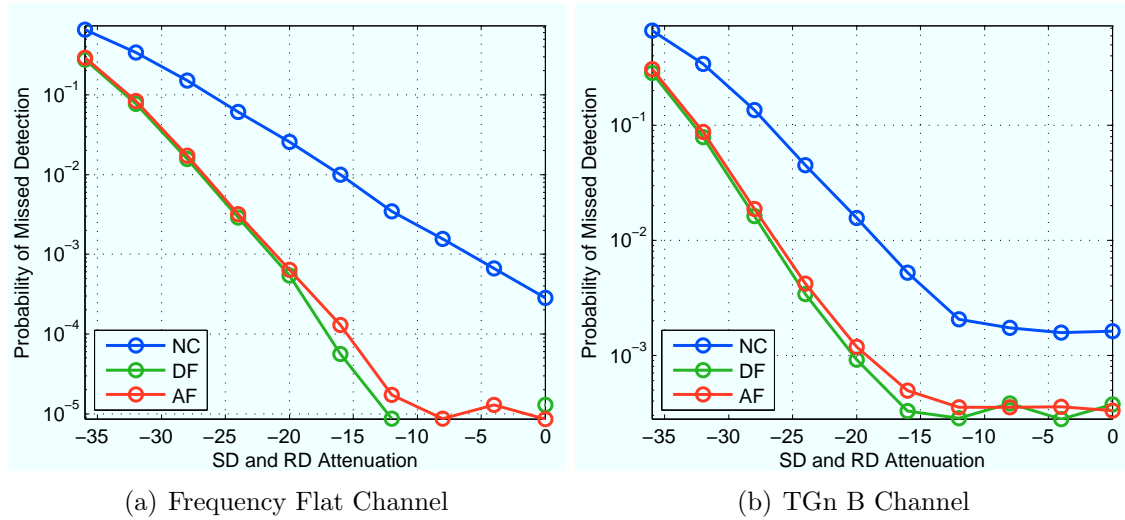 Probability of Missed Detection
10⁻¹
10⁻²
10⁻³
10⁻⁴
10⁻⁵
NC
DF
AF
−35 −30 −25 −20 −15 −10 −5 0
SD and RD Attenuation
(a) Frequency Flat Channel
Probability of Missed Detection
10⁻¹
10⁻²
10⁻³
NC
DF
AF
−35 −30 −25 −20 −15 −10 −5 0
SD and RD Attenuation
(b) TGn B Channel